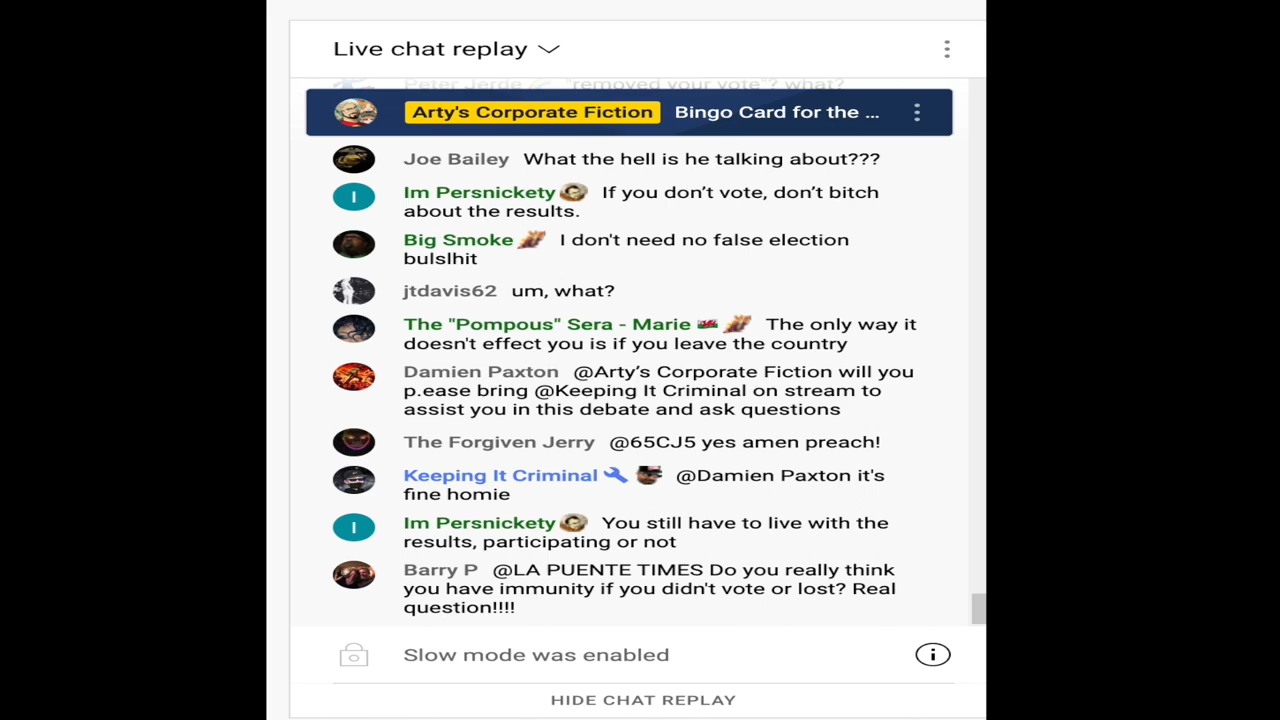 Live chat replay
Peter Jerde "removed your vote"? what?
Arty's Corporate Fiction Bingo Card for the ...
Joe Bailey What the hell is he talking about???
I Im Persnickety If you don’t vote, don’t bitch
about the results.
Big Smoke I don't need no false election
bulslhit
jtdavis62 um, what?
The "Pompous" Sera - Marie The only way it
doesn't effect you is if you leave the country
Damien Paxton @Arty’s Corporate Fiction will you
p.ease bring @Keeping It Criminal on stream to
assist you in this debate and ask questions
The Forgiven Jerry @65CJ5 yes amen preach!
Keeping It Criminal @Damien Paxton it's
fine homie
I Im Persnickety You still have to live with the
results, participating or not
Barry P @LA PUENTE TIMES Do you really think
you have immunity if you didn't vote or lost? Real
question!!!!
Slow mode was enabled
HIDE CHAT REPLAY